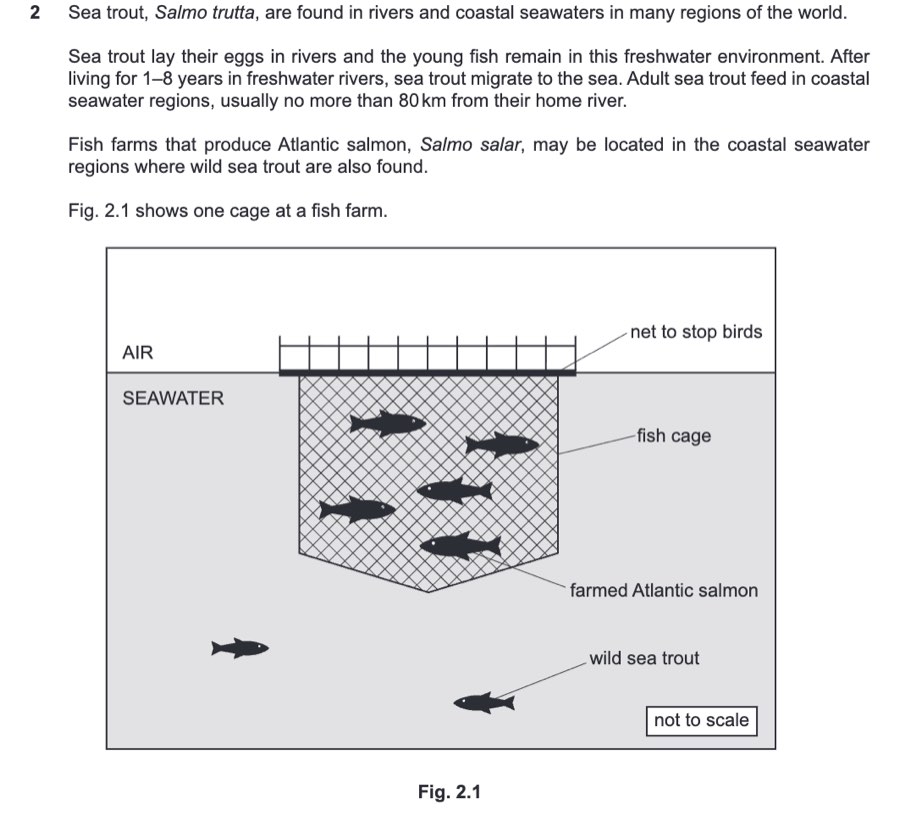 2 Sea trout, Salmo trutta, are found in rivers and coastal seawaters in many regions of the world.
Sea trout lay their eggs in rivers and the young fish remain in this freshwater environment. After
living for 1–8 years in freshwater rivers, sea trout migrate to the sea. Adult sea trout feed in coastal
seawater regions, usually no more than 80 km from their home river.
Fish farms that produce Atlantic salmon, Salmo salar, may be located in the coastal seawater
regions where wild sea trout are also found.
Fig. 2.1 shows one cage at a fish farm.
net to stop birds
AIR
SEAWATER
fish cage
farmed Atlantic salmon
wild sea trout
not to scale
Fig. 2.1